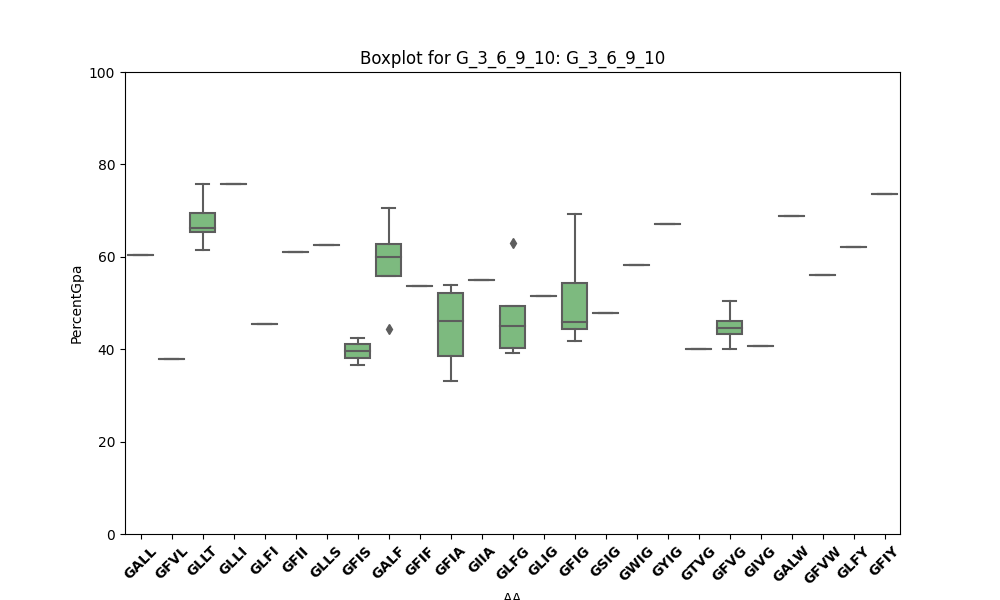 Boxplot for G_3_6_9_10: G_3_6_9_10
PercentGpa
100
80
60
40
20
0
GALL
GFVL
GLLT
GLLI
GLFI
GFII
GLLS
GFIS
GALF
GFIF
GFIA
GIIA
GLFG
GLIG
GFIG
GSIG
GWIG
GYIG
GTVG
GFVG
GIVG
GALW
GFVW
GLFY
GFIY
AA